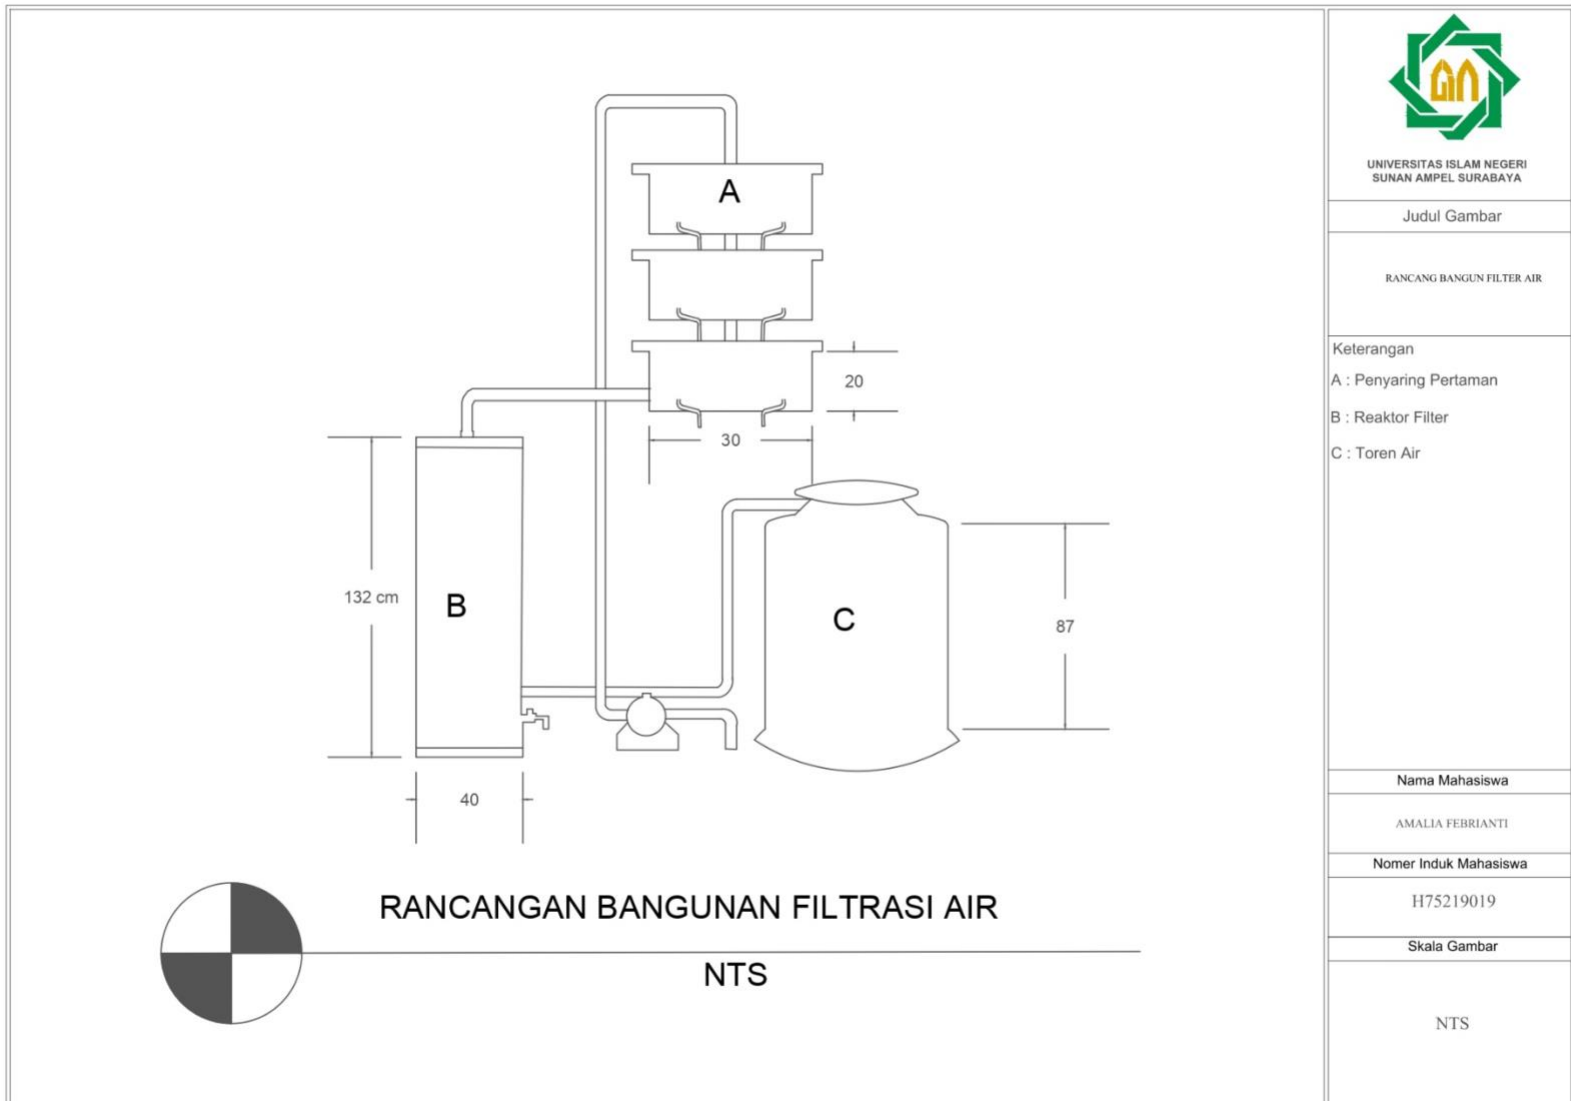 A
20
30
132 cm
B
C
87
40
RANCANGAN BANGUNAN FILTRASI AIR
NTS
UNIVERSITAS ISLAM NEGERI
SUNAN AMPEL SURABAYA
Judul Gambar
RANCANG BANGUN FILTER AIR
Keterangan
A : Penyaring Pertaman
B : Reaktor Filter
C : Toren Air
Nama Mahasiswa
AMALIA FEBRIANTI
Nomer Induk Mahasiswa
H75219019
Skala Gambar
NTS